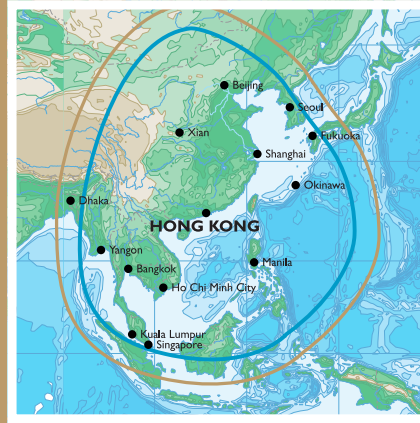 Beijing
Seoul
Xian
Fukuoka
Shanghai
Okinawa
Dhaka
HONG KONG
Yangon
Manila
Bangkok
Ho Chi Minh City
Kuala Lumpur
Singapore